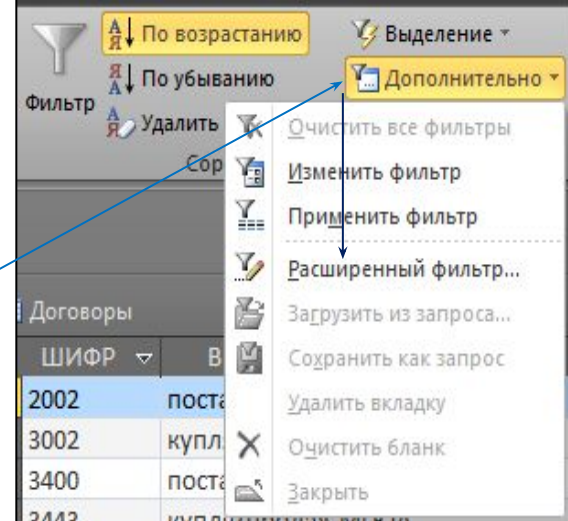 По возрастанию
Выделение
По убыванию
Дополнительно
Фильтр
Удалить
Сор
Очистить все фильтры
Изменить фильтр
Применить фильтр
Расширенный фильтр...
Договоры
Загрузить из запроса...
ШИФР
В
Сохранить как запрос
2002
поста
Удалить вкладку
3002
купл
Очистить бланк
3400
поста
Закрыть
3443